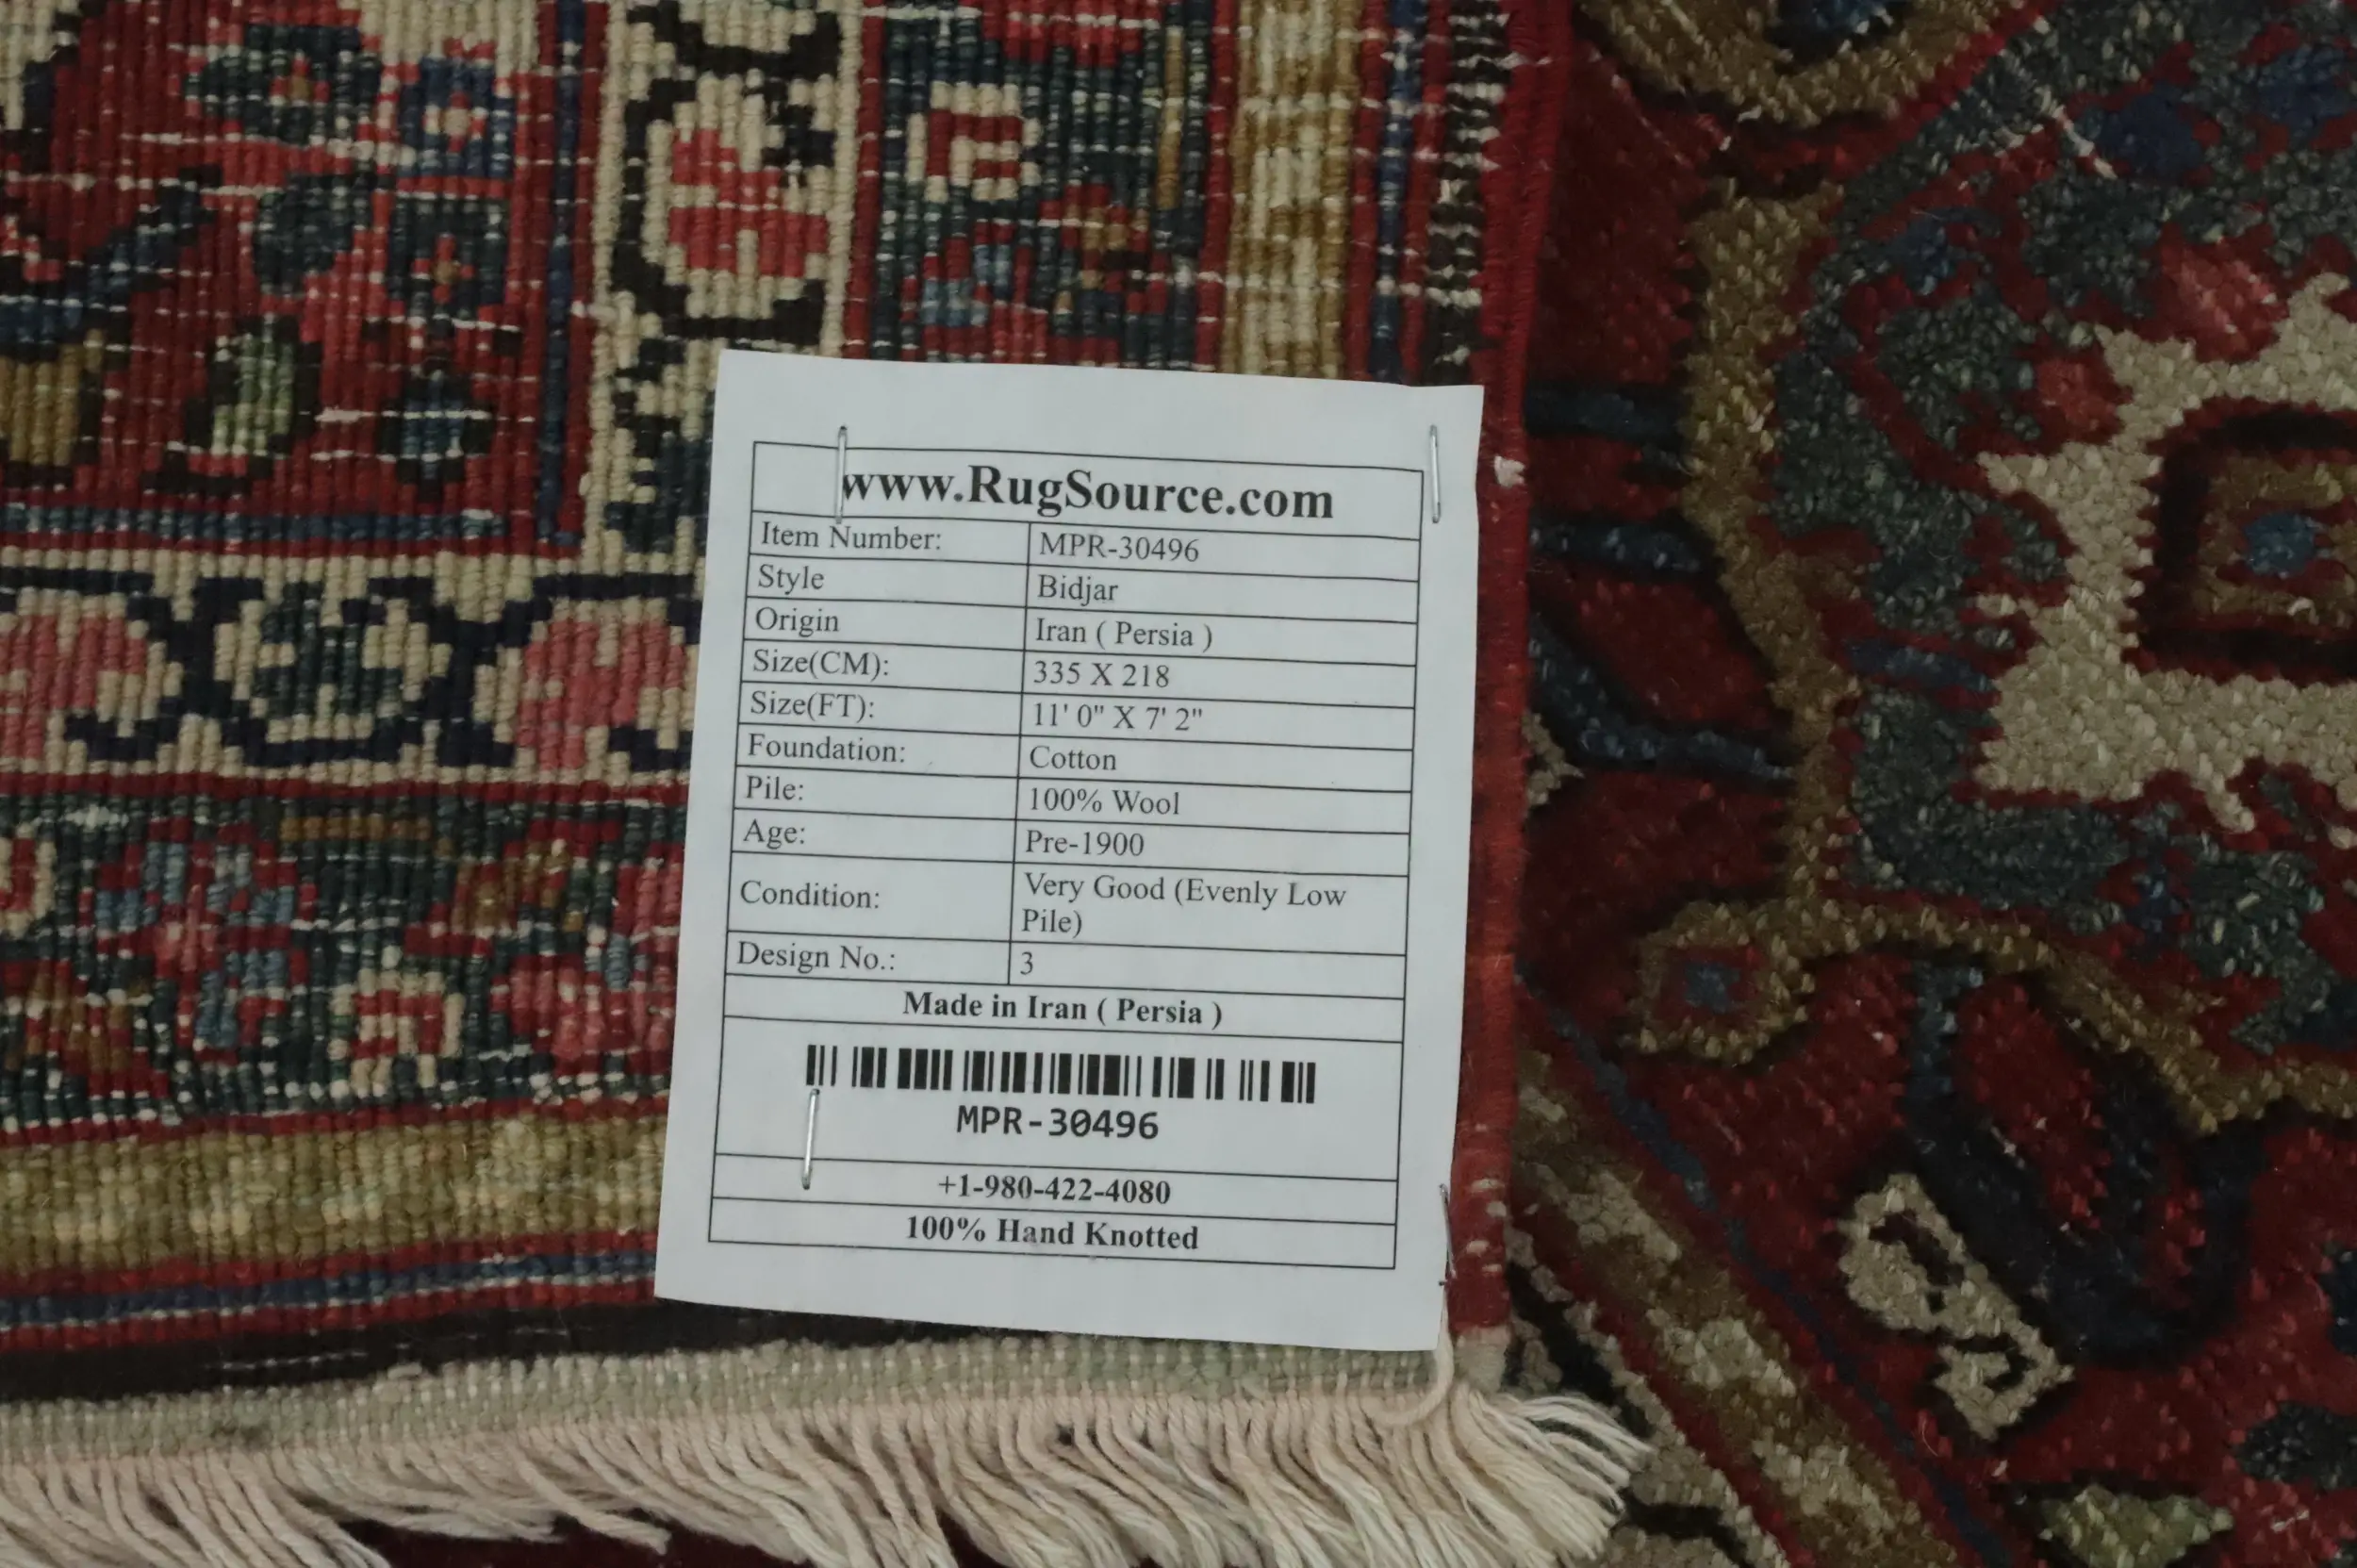 www.RugSource.com
Item Number: MPR-30496
Style Bidjar
Origin Iran ( Persia )
Size(CM): 335 X 218
Size(FT): 11' 0" X 7' 2"
Foundation: Cotton
Pile: 100% Wool
Age: Pre-1900
Condition: Very Good (Evenly Low
Pile)
Design No.: 3
Made in Iran ( Persia )
MPR-30496
+1-980-422-4080
100% Hand Knotted